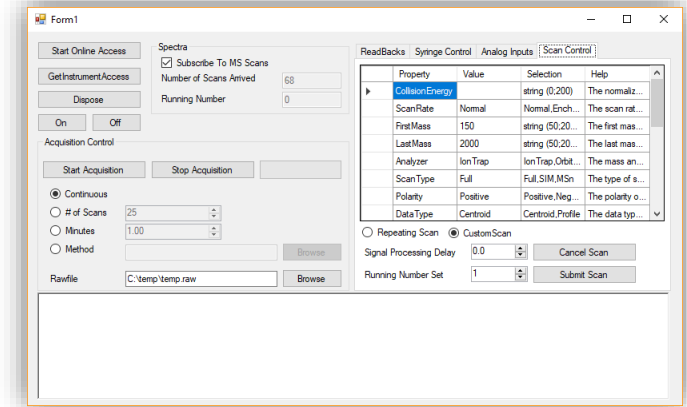 Form1
Start Online Access
GetInstrumentAccess
Dispose
On Off
Spectra
Subscribe To MS Scans
Number of Scans Arrived 68
Running Number 0
Acquisition Control
Start Acquisition Stop Acquisition
Continuous
# of Scans 25
Minutes 1.00
Method Browse
Rawfile C:\temp\temp.raw Browse
ReadBacks Syringe Control Analog Inputs Scan Control
Property Value Selection Help
CollisionEnergy string (0;200) The normaliz...
ScanRate Normal Normal,Ench... The scan rat...
FirstMass 150 string (50;20... The first mas...
LastMass 2000 string (50;20... The last mas...
Analyzer IonTrap IonTrap,Orbit... The mass an...
ScanType Full Full,SIM,MSn The type of s...
Polarity Positive Positive,Neg... The polarity o...
DataType Centroid Centroid,Profile The data typ...
Repeating Scan CustomScan
Signal Processing Delay 0.0 Cancel Scan
Running Number Set 1 Submit Scan